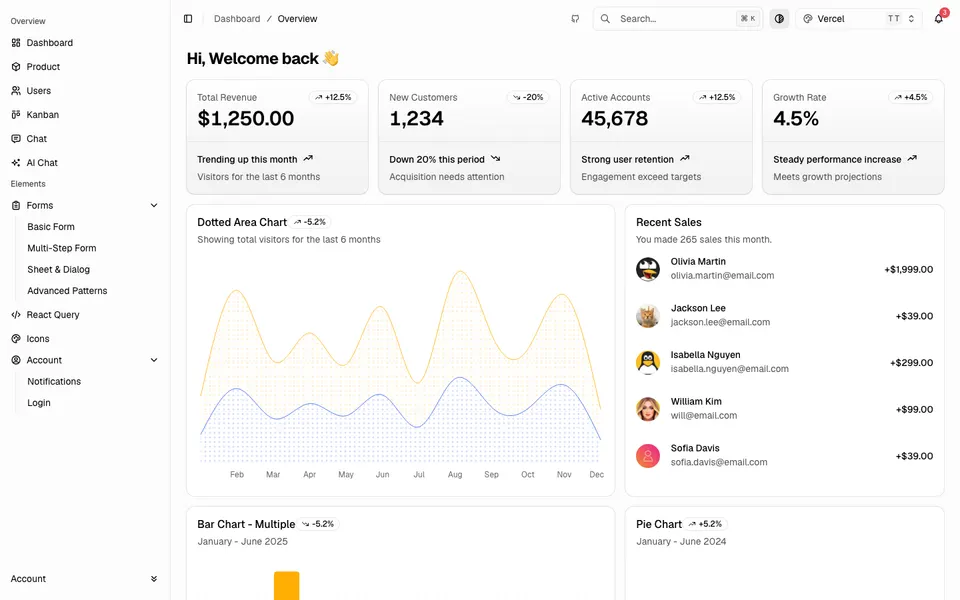 Overview
Dashboard
Product
Users
Kanban
Chat
AI Chat
Elements
Forms
Basic Form
Multi-Step Form
Sheet & Dialog
Advanced Patterns
React Query
Icons
Account
Notifications
Login
Account
Dashboard / Overview
Search...
⌘ K
Vercel
T T
3
Hi, Welcome back 👋
Total Revenue
+12.5%
$1,250.00
Trending up this month
Visitors for the last 6 months
New Customers
-20%
1,234
Down 20% this period
Acquisition needs attention
Active Accounts
+12.5%
45,678
Strong user retention
Engagement exceed targets
Growth Rate
+4.5%
4.5%
Steady performance increase
Meets growth projections
Dotted Area Chart -5.2%
Showing total visitors for the last 6 months
Feb Mar Apr May Jun Jul Aug Sep Oct Nov Dec
Recent Sales
You made 265 sales this month.
Olivia Martin
olivia.martin@email.com
+$1,999.00
Jackson Lee
jackson.lee@email.com
+$39.00
Isabella Nguyen
isabella.nguyen@email.com
+$299.00
William Kim
will@email.com
+$99.00
Sofia Davis
sofia.davis@email.com
+$39.00
Bar Chart - Multiple -5.2%
January - June 2025
Pie Chart +5.2%
January - June 2024